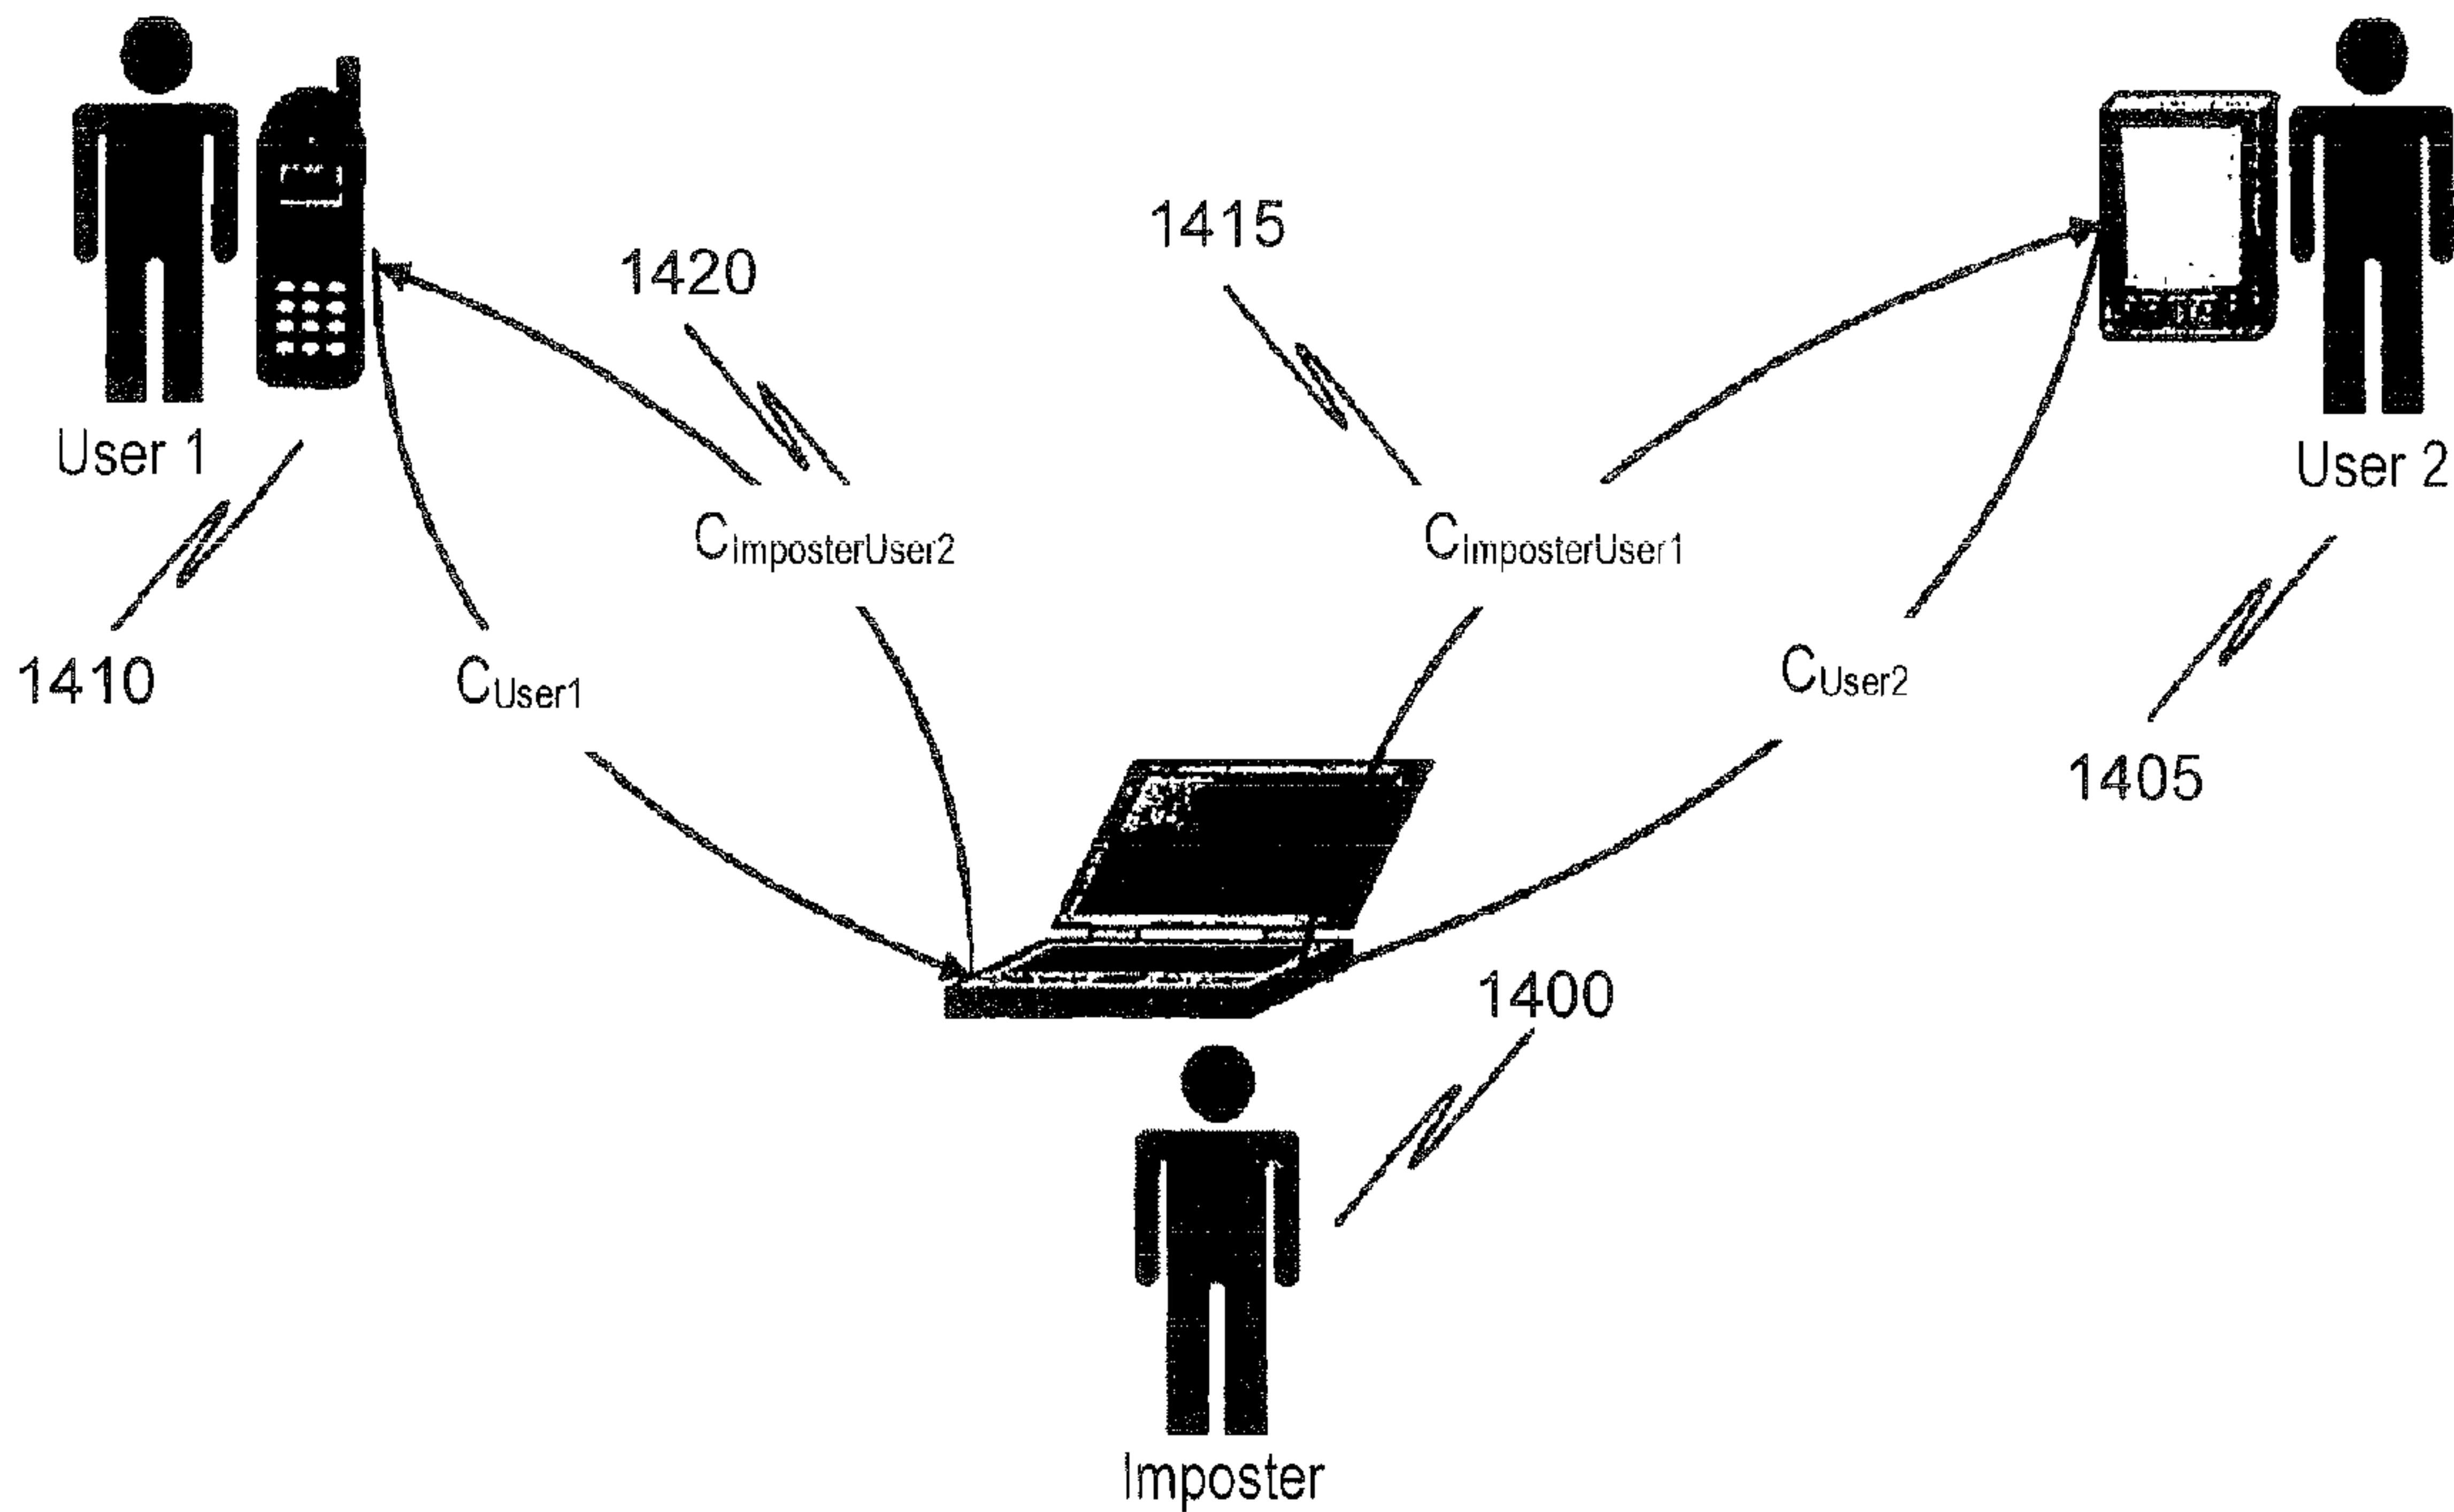 1415
1420
User 1
User 2
CImposterUser2
CImposterUser1
1410
CUser1
CUser2
1405
1400
Imposter